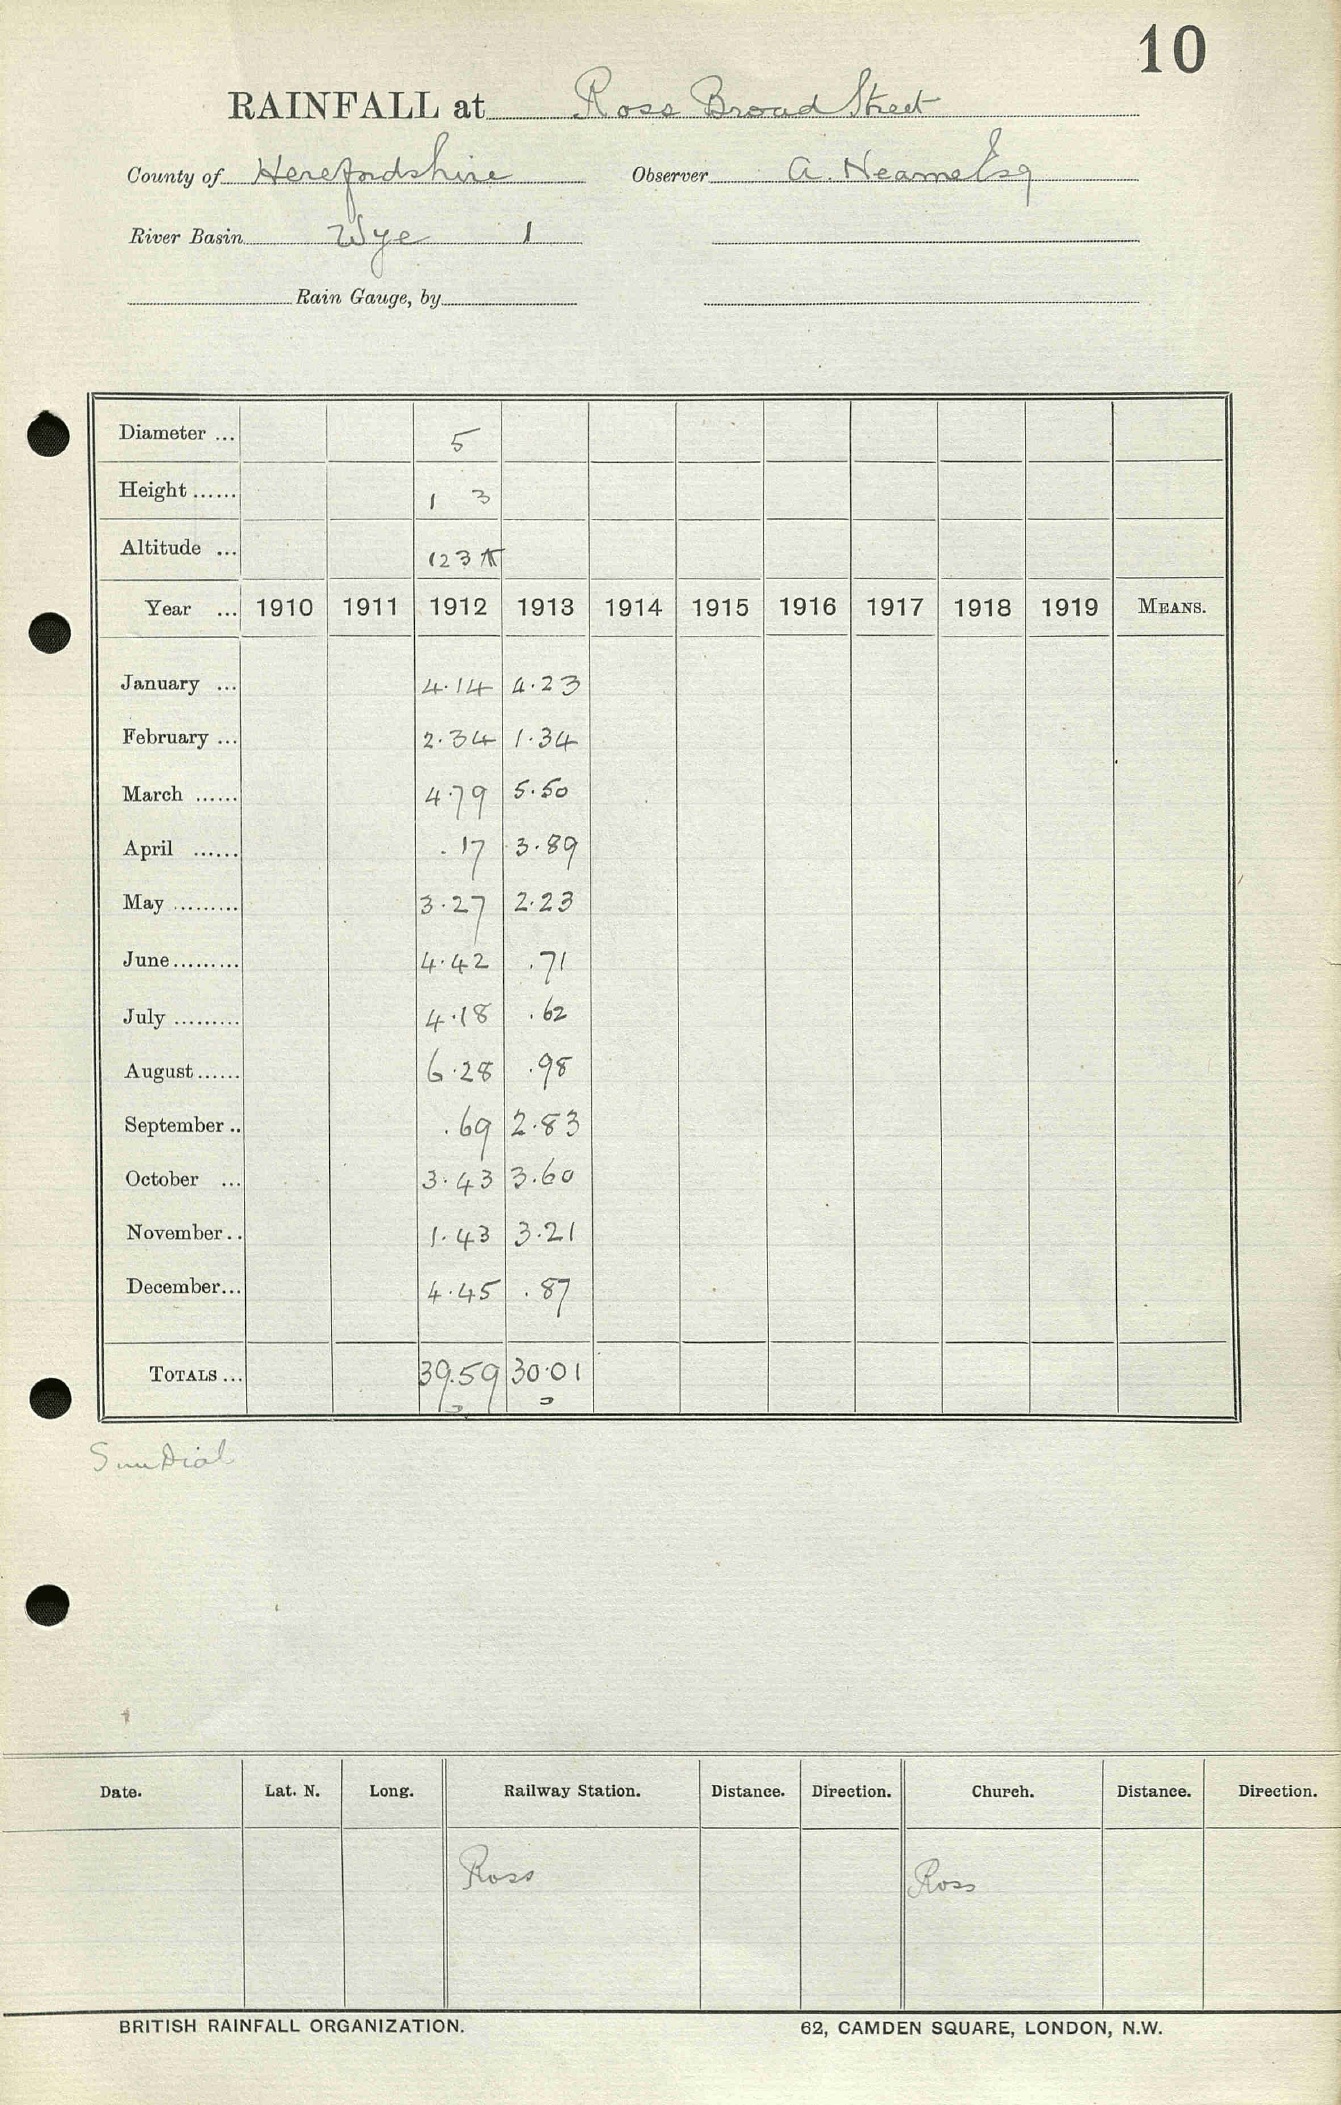 10
RAINFALL at Ross Broad Street
County of Herefordshire Observer A. Neame Esq
River Basin Wye 1
Rain Gauge, by
Diameter ... 5
Height ...... 1 3
Altitude ... 123
Year ... 1910 1911 1912 1913 1914 1915 1916 1917 1918 1919 MEANS.
January ... 4.14 4.23
February ... 2.34 1.34
March ...... 4.79 5.50
April ...... .17 3.89
May ......... 3.27 2.23
June ......... 4.42 .71
July ......... 4.18 .62
August ...... 6.28 .98
September .. .69 2.83
October ... 3.43 3.60
November .. 1.43 3.21
December ... 4.45 .87
TOTALS ... 39.59 30.01
Sun Dial
Date. Lat. N. Long. Railway Station. Distance. Direction. Church. Distance. Direction.
Ross Ross
BRITISH RAINFALL ORGANIZATION. 62, CAMDEN SQUARE, LONDON, N.W.